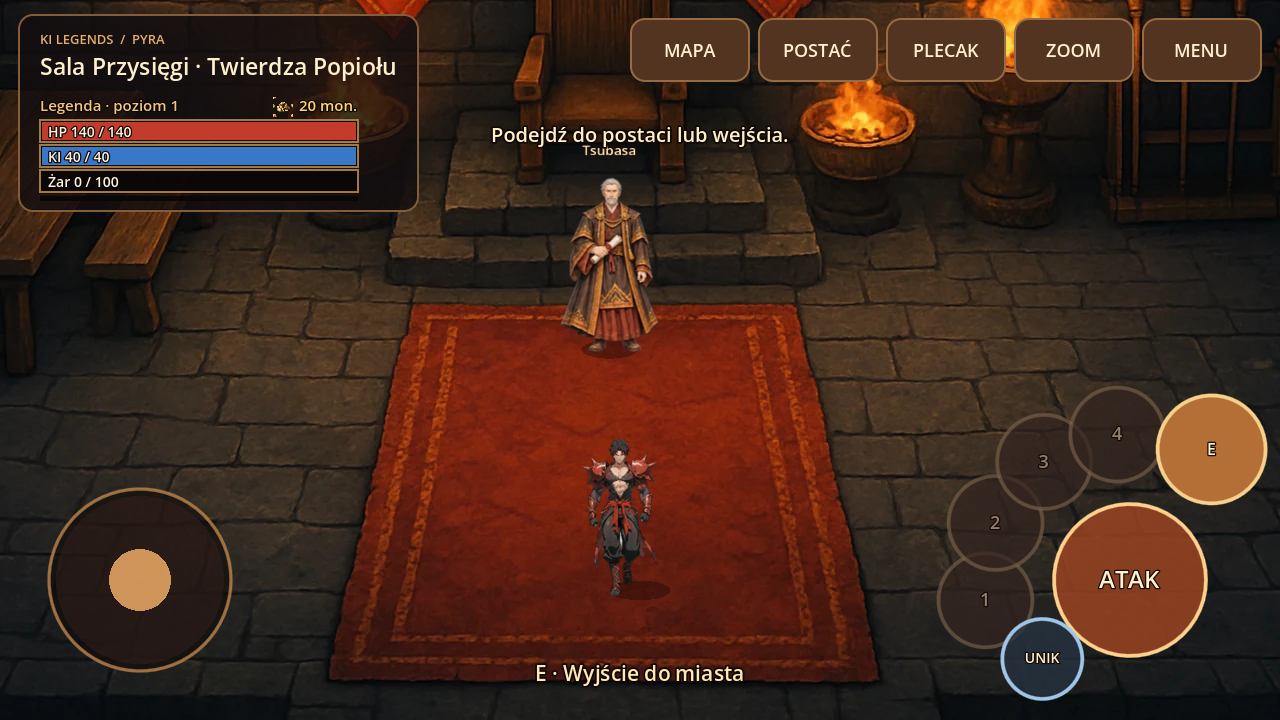 KI LEGENDS / PYRA
Sala Przysięgi · Twierdza Popiołu
Legenda · poziom 1
20 mon.
HP 140 / 140
KI 40 / 40
Żar 0 / 100
MAPA
POSTAĆ
PLECAK
ZOOM
MENU
Podejdź do postaci lub wejścia.
Tsubasa
4
E
3
2
ATAK
1
UNIK
E · Wyjście do miasta